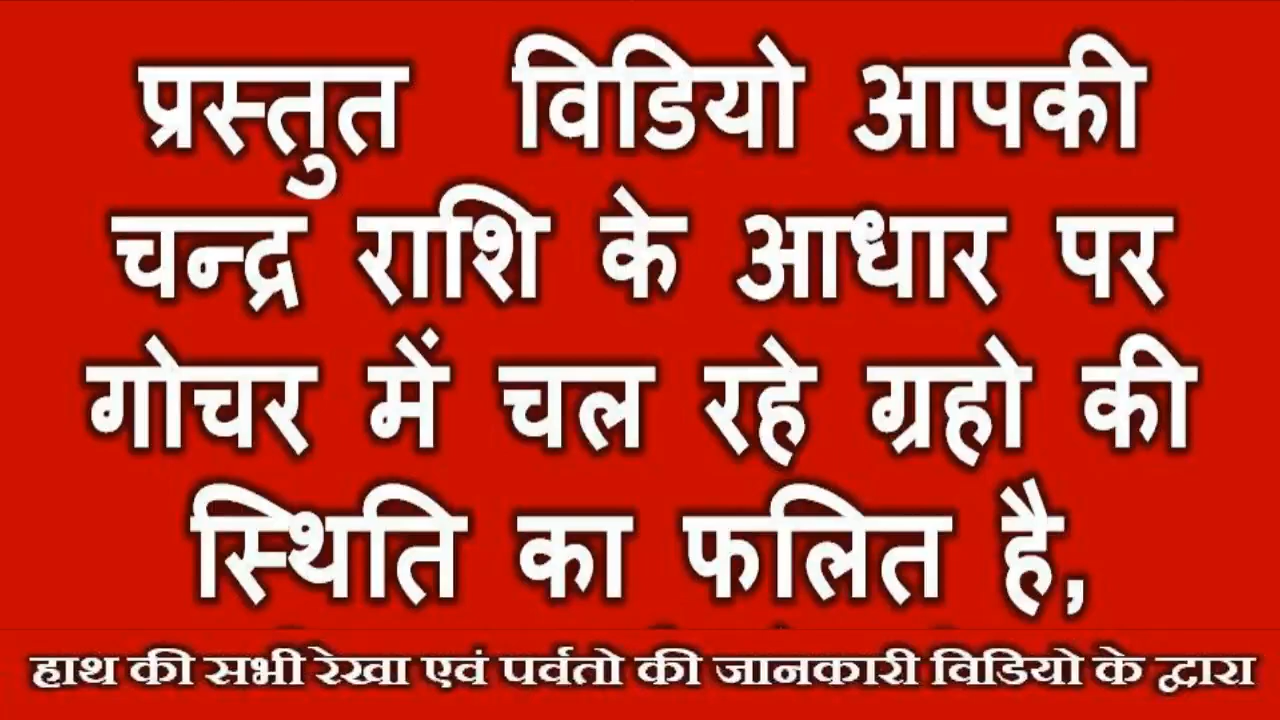 प्रस्तुत विडियो आपकी
चन्द्र राशि के आधार पर
गोचर में चल रहे ग्रहो की
स्थिति का फलित है,
हाथ की सभी रेखा एवं पर्वतो की जानकारी विडियो के द्वारा